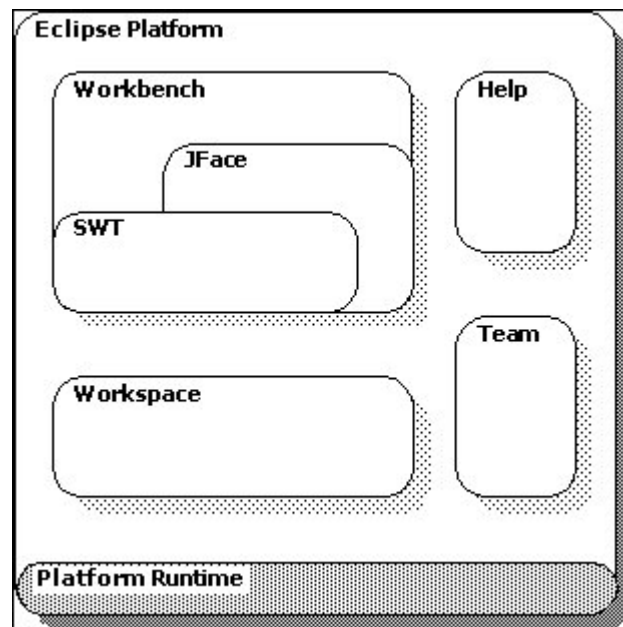 Eclipse Platform
Workbench
Help
JFace
SWT
Team
Workspace
Platform Runtime